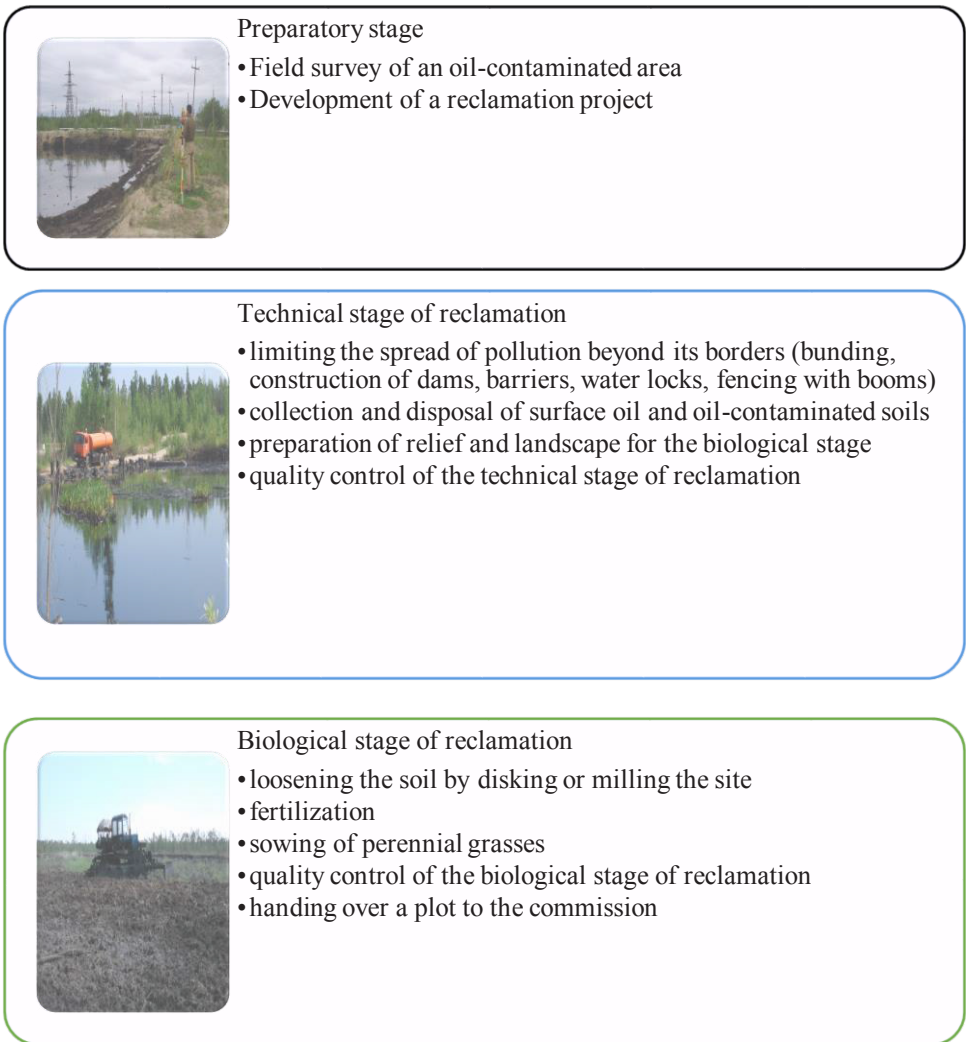 Preparatory stage
•Field survey of an oil-contaminated area
•Development of a reclamation project
Technical stage of reclamation
•limiting the spread of pollution beyond its borders (bunding,
construction of dams, barriers, water locks, fencing with booms)
•collection and disposal of surface oil and oil-contaminated soils
•preparation of relief and landscape for the biological stage
•quality control of the technical stage of reclamation
Biological stage of reclamation
•loosening the soil by disking or milling the site
•fertilization
•sowing of perennial grasses
•quality control of the biological stage of reclamation
•handing over a plot to the commission